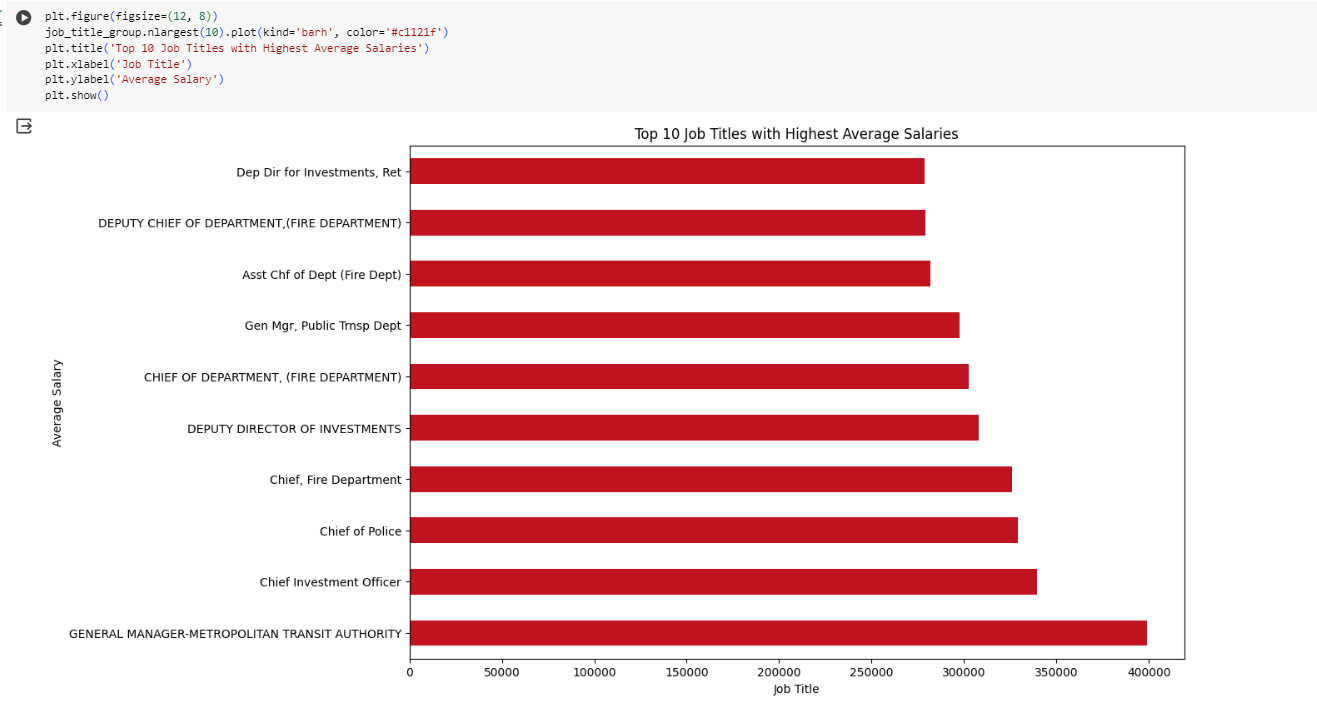 plt.figure(figsize=(12, 8))
job_title_group.nlargest(10).plot(kind='barh', color='#c1121f')
plt.title('Top 10 Job Titles with Highest Average Salaries')
plt.xlabel('Job Title')
plt.ylabel('Average Salary')
plt.show()
Top 10 Job Titles with Highest Average Salaries
Dep Dir for Investments, Ret
DEPUTY CHIEF OF DEPARTMENT,(FIRE DEPARTMENT)
Asst Chf of Dept (Fire Dept)
Gen Mgr, Public Trnsp Dept
CHIEF OF DEPARTMENT, (FIRE DEPARTMENT)
Average Salary
DEPUTY DIRECTOR OF INVESTMENTS
Chief, Fire Department
Chief of Police
Chief Investment Officer
GENERAL MANAGER-METROPOLITAN TRANSIT AUTHORITY
0 50000 100000 150000 200000 250000 300000 350000 400000
Job Title